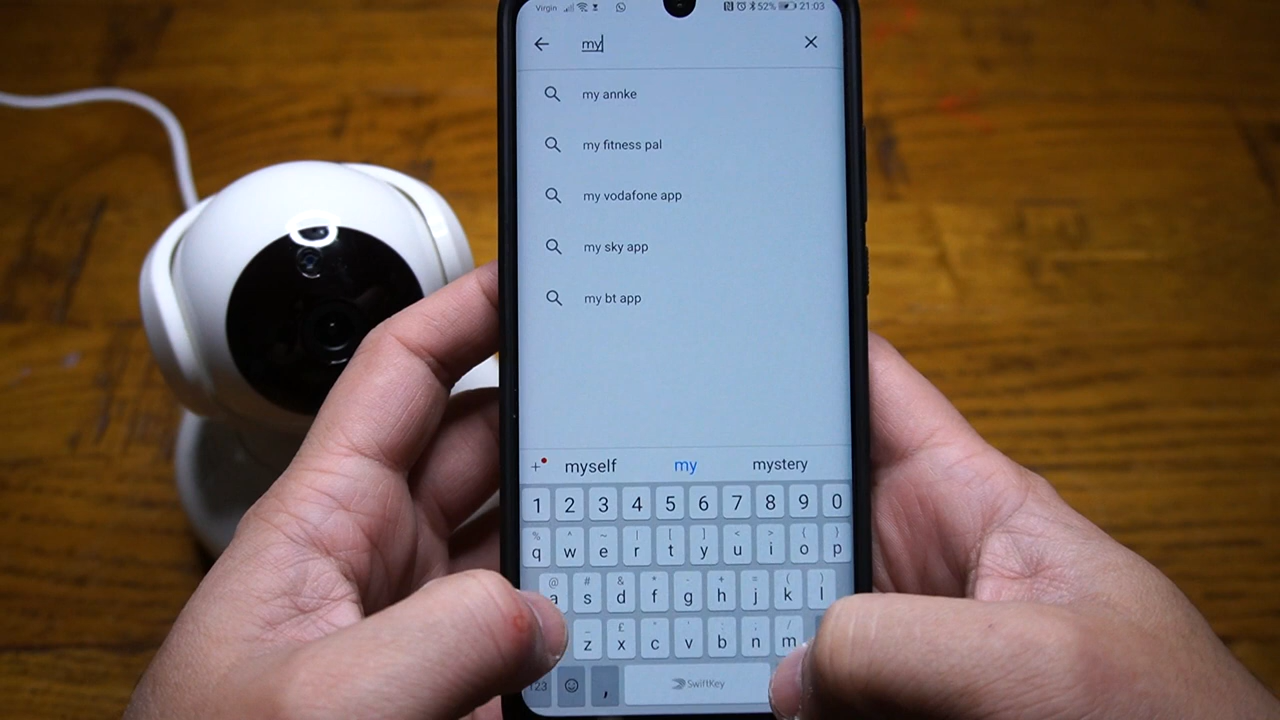 Virgin 52% 21:03
my
my annke
my fitness pal
my vodafone app
my sky app
my bt app
+ myself my mystery
1 2 3 4 5 6 7 8 9 0
% ^ ~ | [ ] < > { }
q w e r t y u i o p
@ # & * - + = ( )
a s d f g h j k l
_ £ " ' : ; /
z x c v b n m
123 , SwiftKey